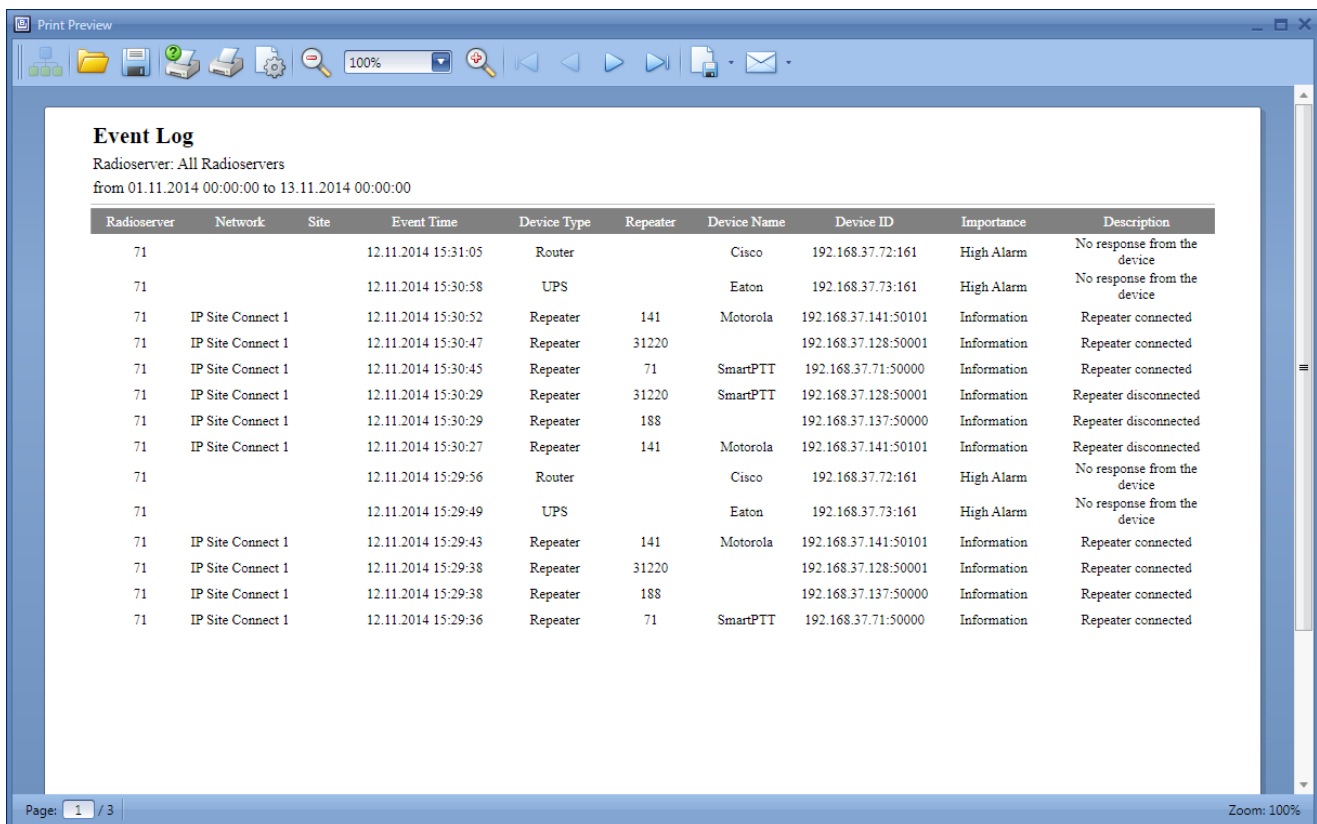 Print Preview
100%
Event Log
Radioserver: All Radioservers
from 01.11.2014 00:00:00 to 13.11.2014 00:00:00
Radioserver Network Site Event Time Device Type Repeater Device Name Device ID Importance Description
71 12.11.2014 15:31:05 Router Cisco 192.168.37.72:161 High Alarm No response from the device
71 12.11.2014 15:30:58 UPS Eaton 192.168.37.73:161 High Alarm No response from the device
71 IP Site Connect 1 12.11.2014 15:30:52 Repeater 141 Motorola 192.168.37.141:50101 Information Repeater connected
71 IP Site Connect 1 12.11.2014 15:30:47 Repeater 31220 192.168.37.128:50001 Information Repeater connected
71 IP Site Connect 1 12.11.2014 15:30:45 Repeater 71 SmartPTT 192.168.37.71:50000 Information Repeater connected
71 IP Site Connect 1 12.11.2014 15:30:29 Repeater 31220 SmartPTT 192.168.37.128:50001 Information Repeater disconnected
71 IP Site Connect 1 12.11.2014 15:30:29 Repeater 188 192.168.37.137:50000 Information Repeater disconnected
71 IP Site Connect 1 12.11.2014 15:30:27 Repeater 141 Motorola 192.168.37.141:50101 Information Repeater disconnected
71 12.11.2014 15:29:56 Router Cisco 192.168.37.72:161 High Alarm No response from the device
71 12.11.2014 15:29:49 UPS Eaton 192.168.37.73:161 High Alarm No response from the device
71 IP Site Connect 1 12.11.2014 15:29:43 Repeater 141 Motorola 192.168.37.141:50101 Information Repeater connected
71 IP Site Connect 1 12.11.2014 15:29:38 Repeater 31220 192.168.37.128:50001 Information Repeater connected
71 IP Site Connect 1 12.11.2014 15:29:38 Repeater 188 192.168.37.137:50000 Information Repeater connected
71 IP Site Connect 1 12.11.2014 15:29:36 Repeater 71 SmartPTT 192.168.37.71:50000 Information Repeater connected
Page: 1 / 3 Zoom: 100%